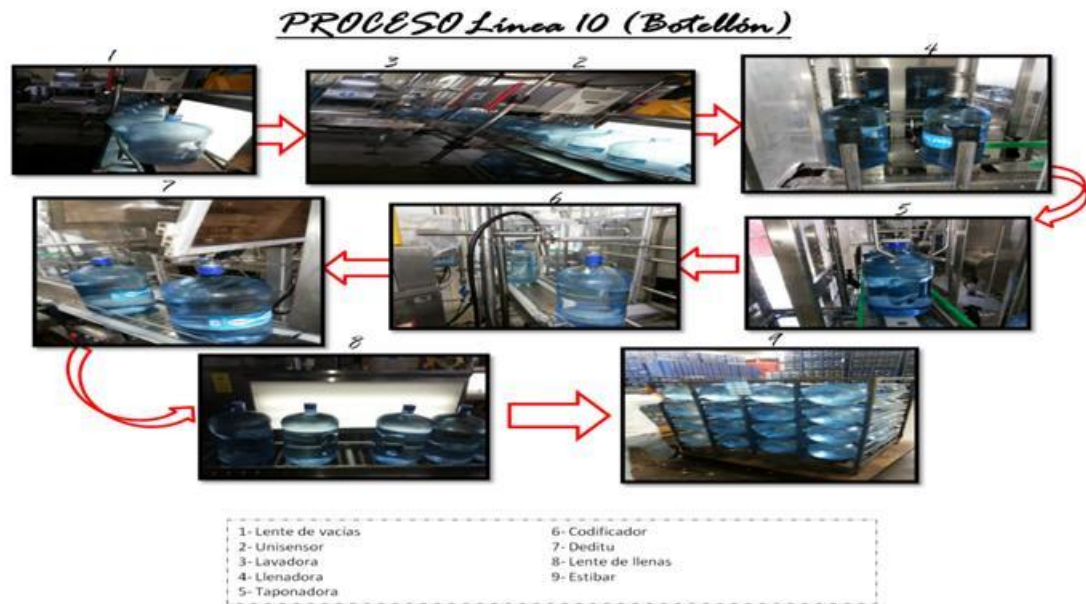 PROCESO Línea 10 (Botellón)
1
3
2
4
7
6
5
8
9
1- Lente de vacías
2- Unisensor
3- Lavadora
4- Llenadora
5- Taponadora
6- Codificador
7- Deditu
8- Lente de llenas
9- Estibar